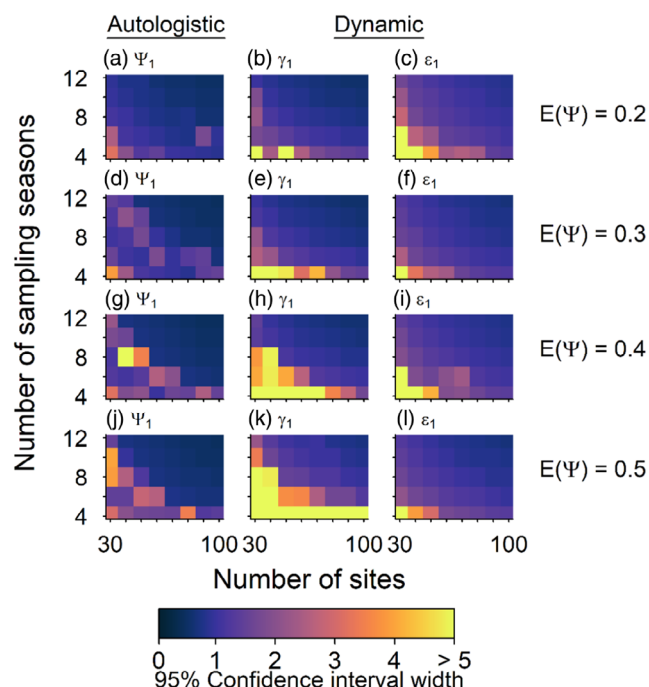 Autologistic Dynamic
(a) Ψ₁ (b) γ₁ (c) ε₁
12
8
4
E(Ψ) = 0.2
(d) Ψ₁ (e) γ₁ (f) ε₁
12
8
4
E(Ψ) = 0.3
(g) Ψ₁ (h) γ₁ (i) ε₁
12
8
4
E(Ψ) = 0.4
(j) Ψ₁ (k) γ₁ (l) ε₁
12
8
4
E(Ψ) = 0.5
30 100 30 100 30 100
Number of sampling seasons
Number of sites
0 1 2 3 4 > 5
95% Confidence interval width